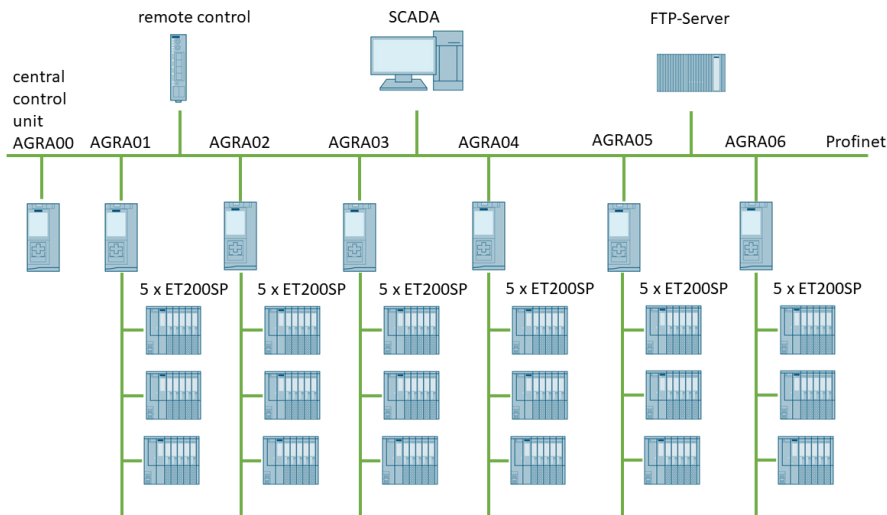 remote control
SCADA
FTP-Server
central
control
unit
AGRA00
AGRA01
AGRA02
AGRA03
AGRA04
AGRA05
AGRA06
Profinet
5 x ET200SP
5 x ET200SP
5 x ET200SP
5 x ET200SP
5 x ET200SP
5 x ET200SP